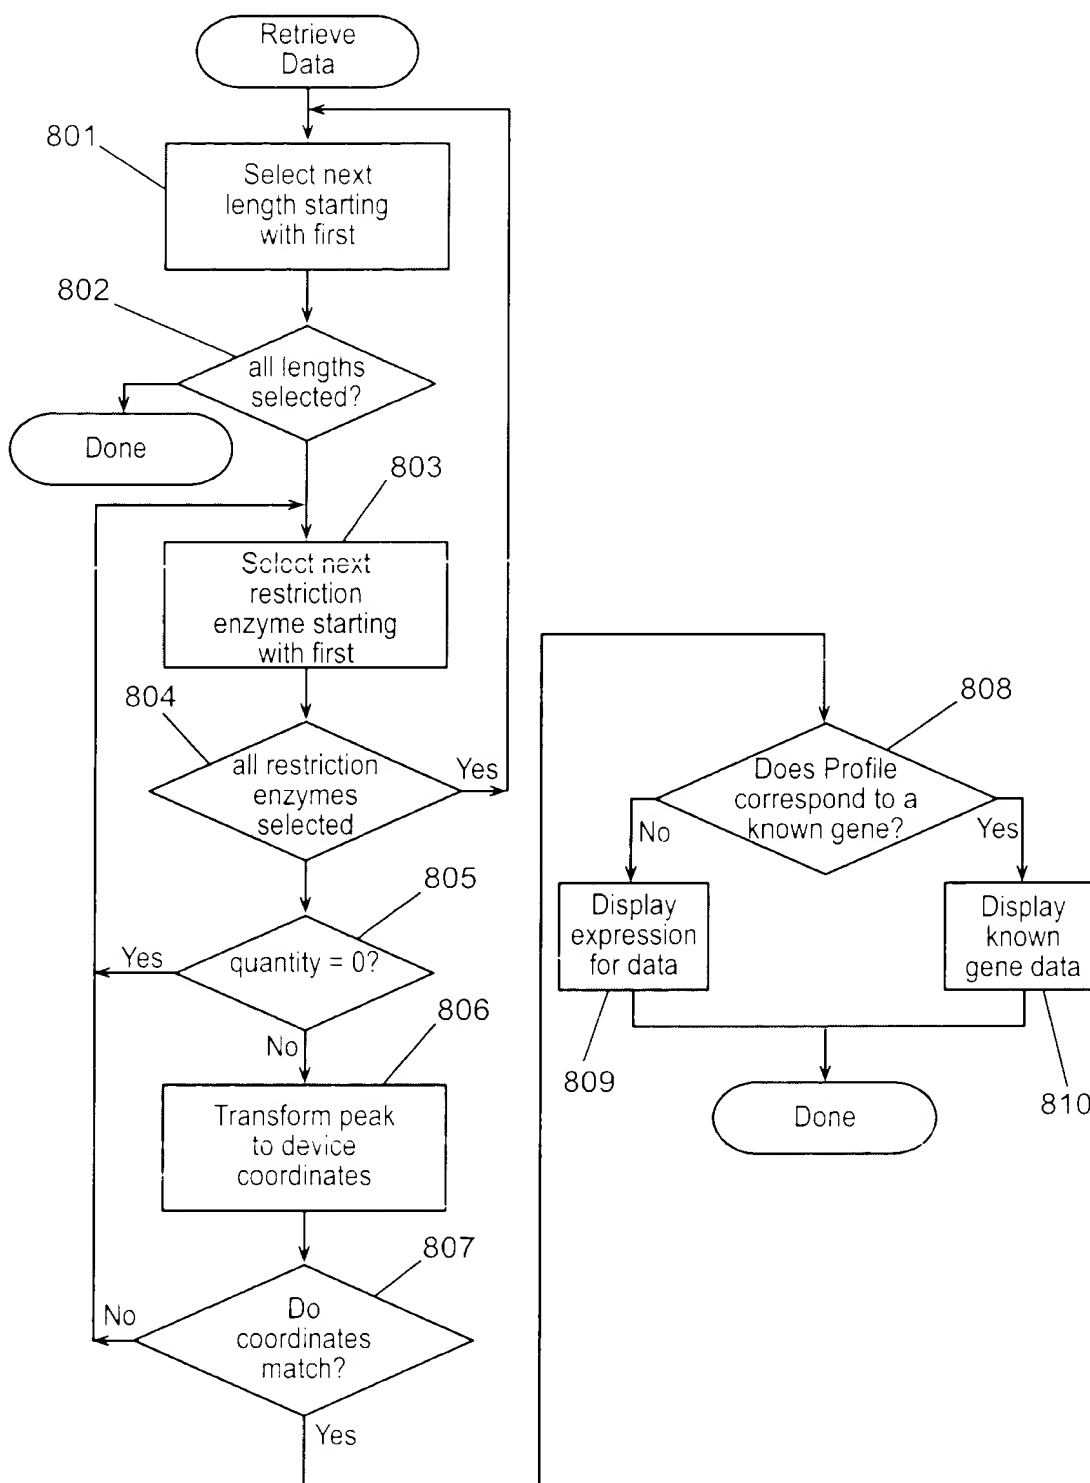 Retrieve
Data
801
Select next
length starting
with first
802
all lengths
selected?
Done
803
Select next
restriction
enzyme starting
with first
804
all restriction
enzymes
selected
Yes
805
quantity = 0?
Yes
No
806
Transform peak
to device
coordinates
807
Do
coordinates
match?
No
Yes
808
Does Profile
correspond to a
known gene?
No
Yes
Display
expression
for data
809
Display
known
gene data
810
Done